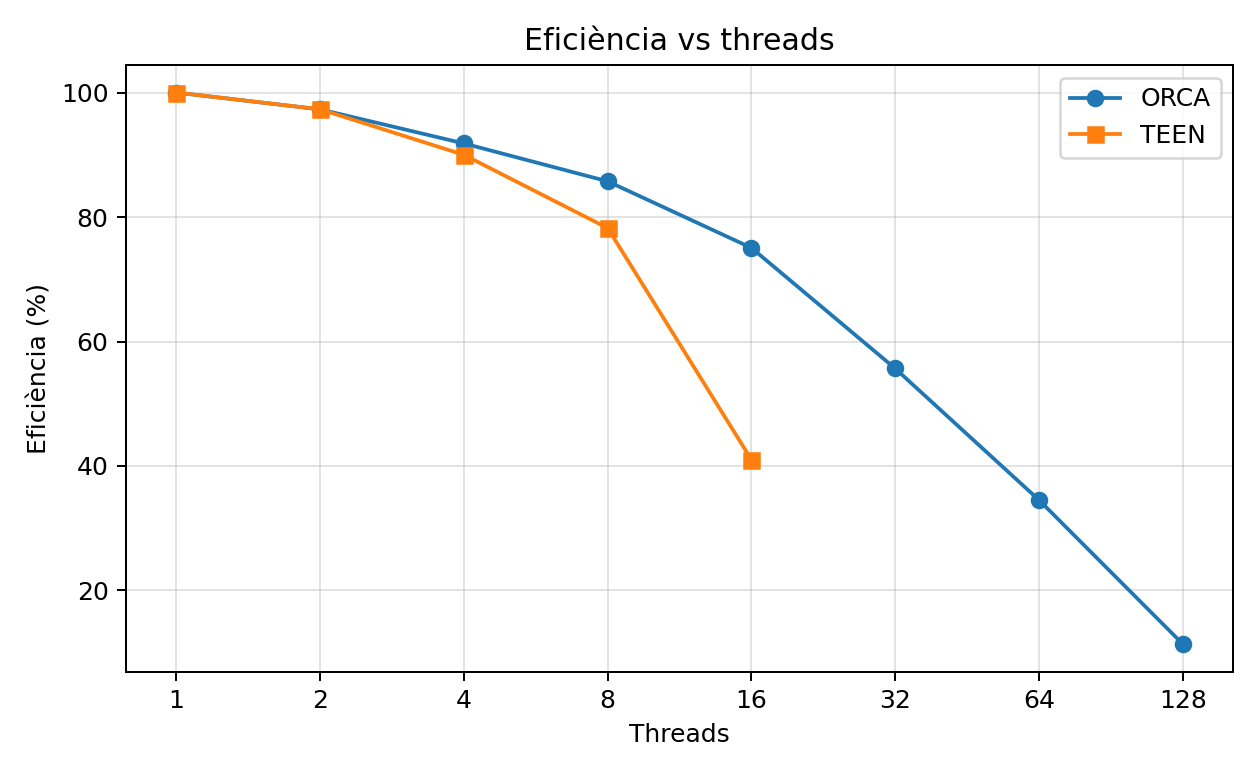 Eficiència vs threads
ORCA
TEEN
Eficiència (%)
100
80
60
40
20
1 2 4 8 16 32 64 128
Threads